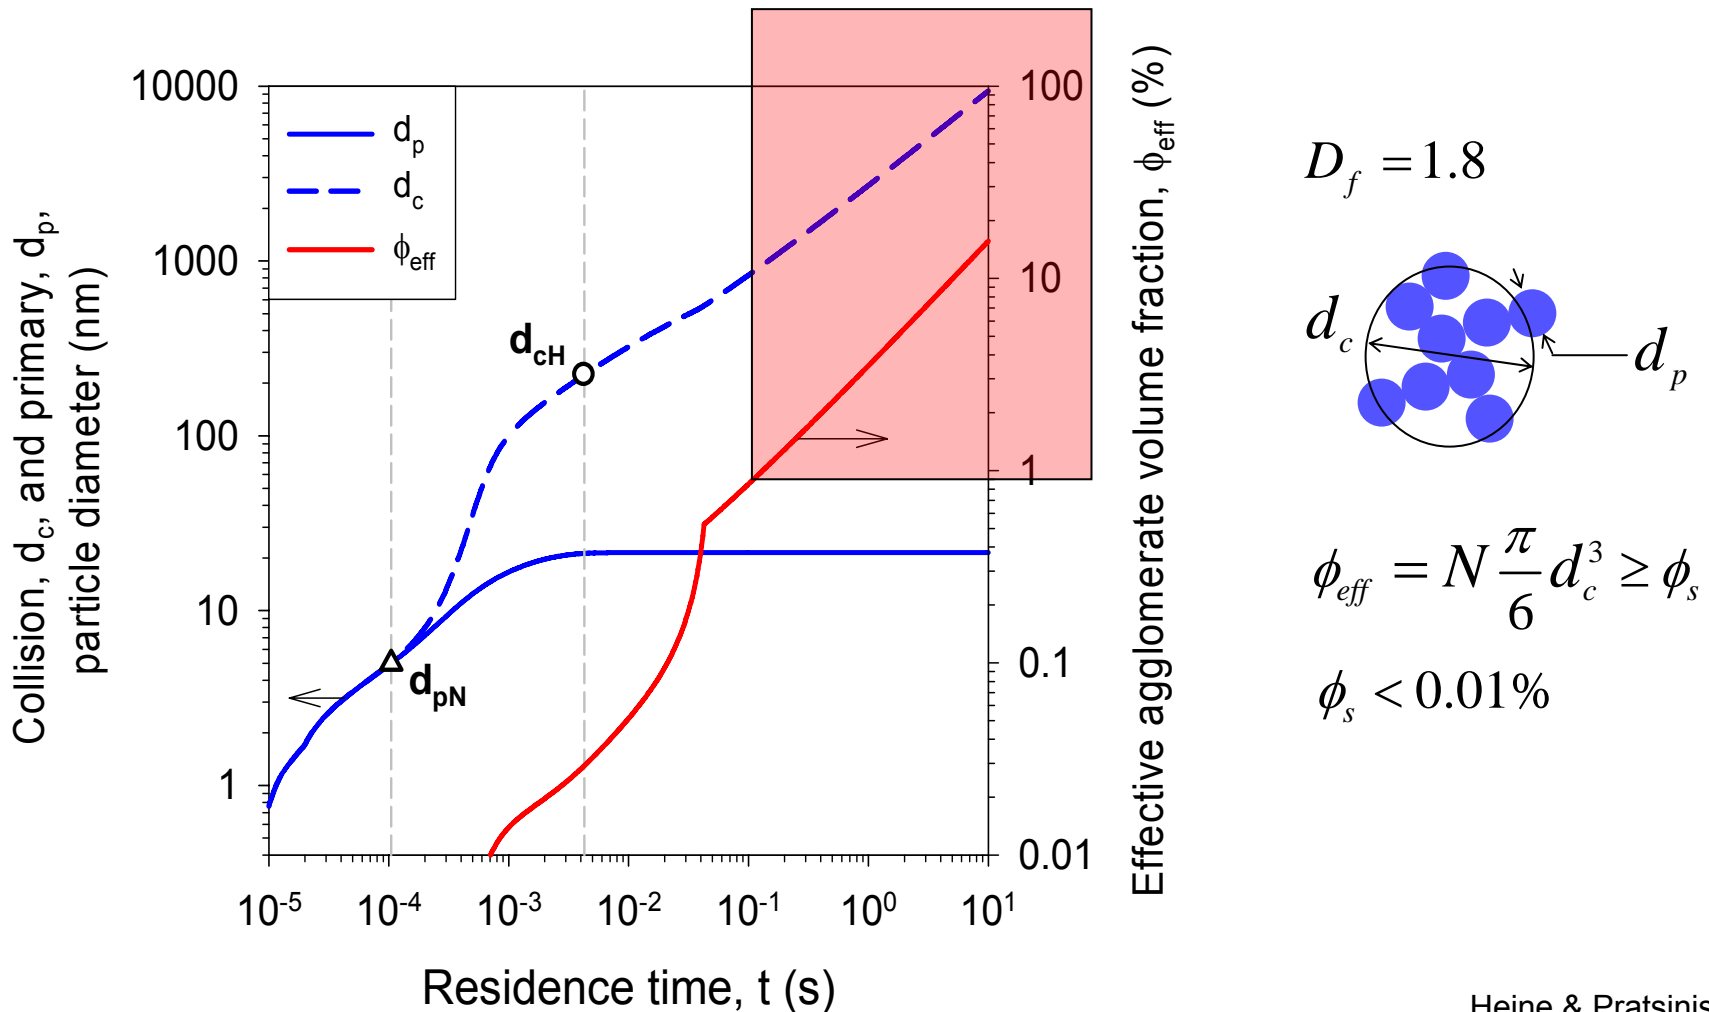 10000
1000
100
10
1
d_p
d_c
ϕ_eff
d_cH
d_pN
Collision, d_c, and primary, d_p,
particle diameter (nm)
100
10
1
0.1
0.01
Effective agglomerate volume fraction, ϕ_eff (%)
10^-5 10^-4 10^-3 10^-2 10^-1 10^0 10^1
Residence time, t (s)
D_f = 1.8
d_c
d_p
ϕ_eff = N π/6 d_c^3 ≥ ϕ_s
ϕ_s < 0.01%
Heine & Pratsinis